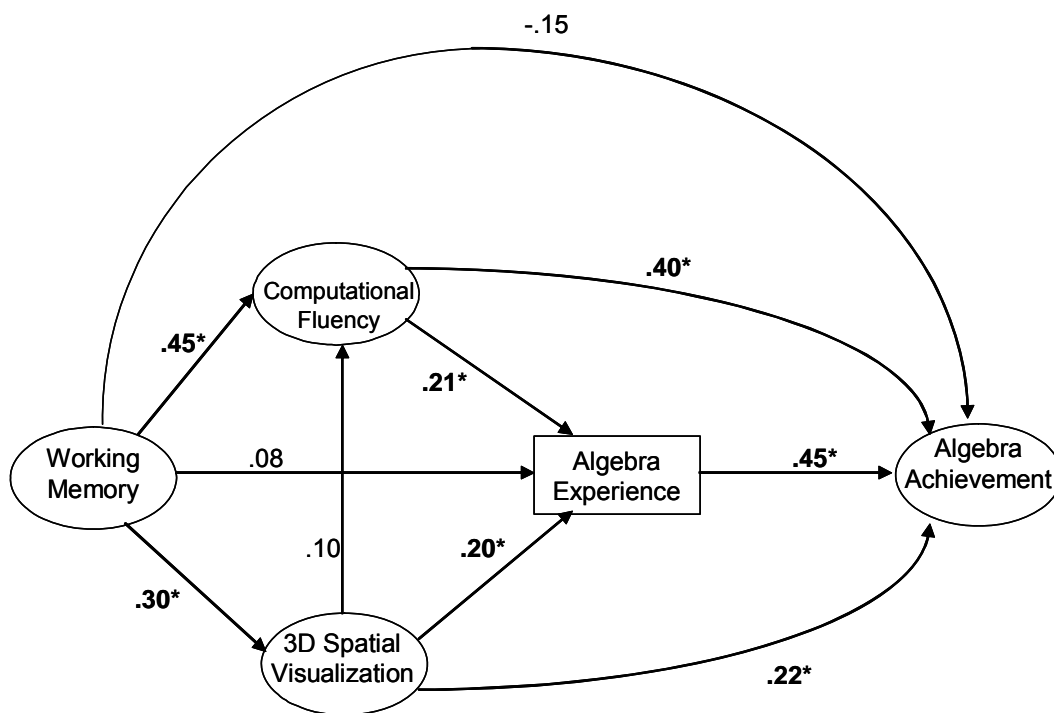 -.15
Computational
Fluency
.40*
.45*
.21*
Working
Memory
.08
Algebra
Experience
.45*
Algebra
Achievement
.10
.20*
.30*
3D Spatial
Visualization
.22*